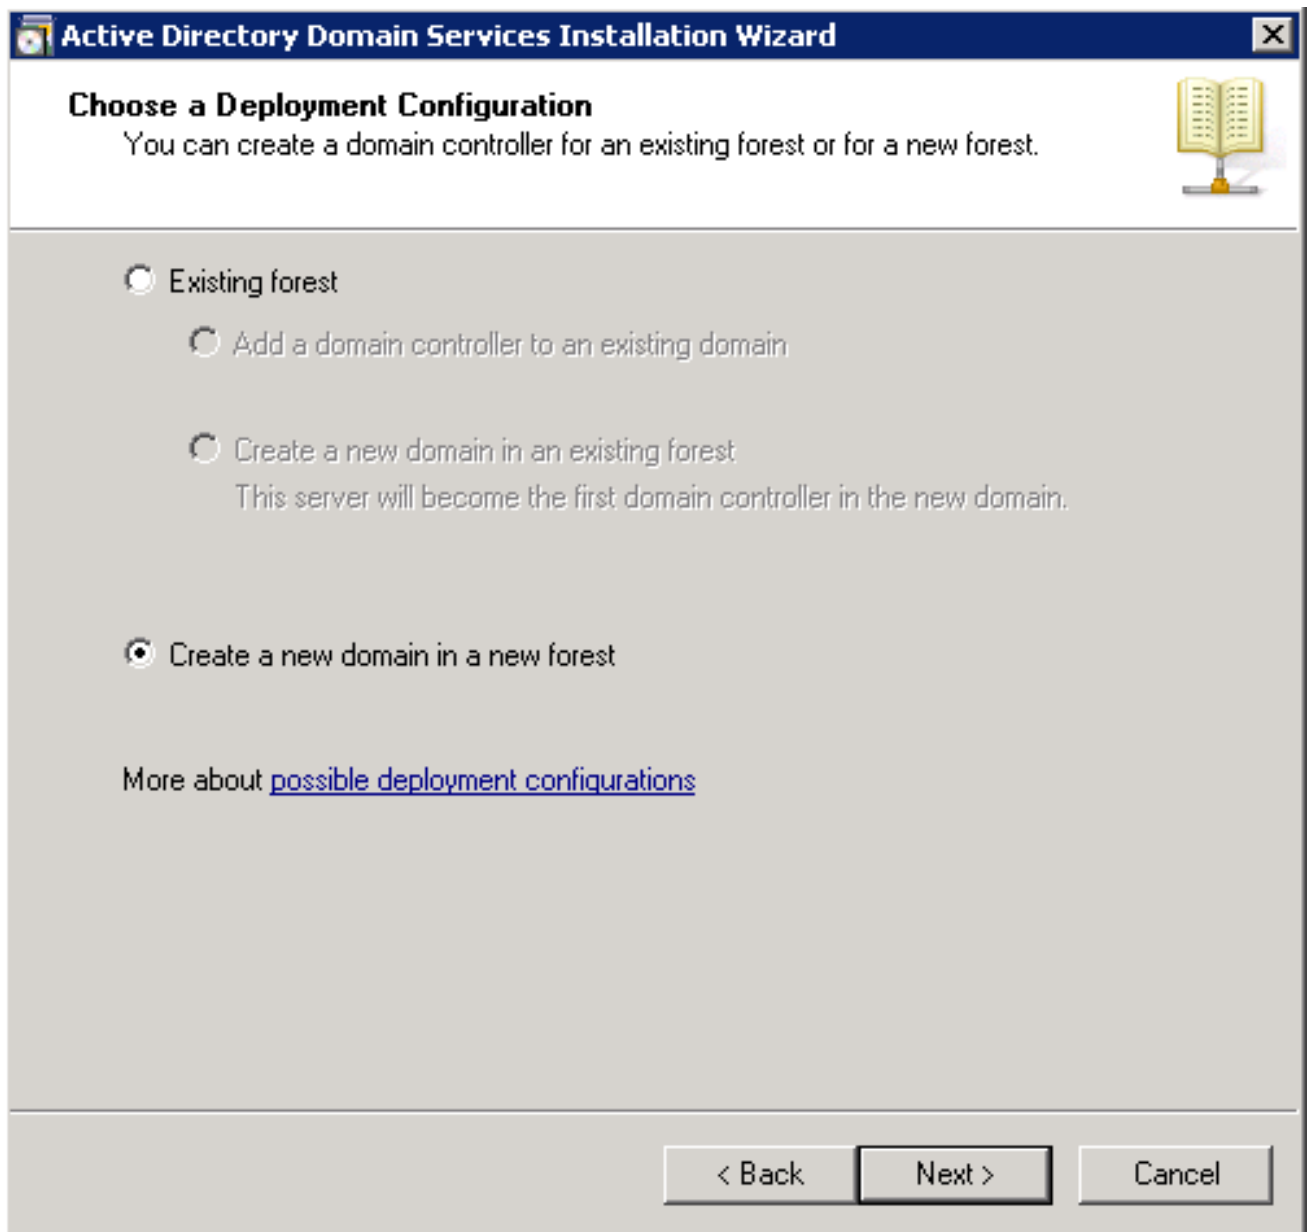 Active Directory Domain Services Installation Wizard
Choose a Deployment Configuration
You can create a domain controller for an existing forest or for a new forest.
Existing forest
Add a domain controller to an existing domain
Create a new domain in an existing forest
This server will become the first domain controller in the new domain.
Create a new domain in a new forest
More about possible deployment configurations
< Back Next > Cancel